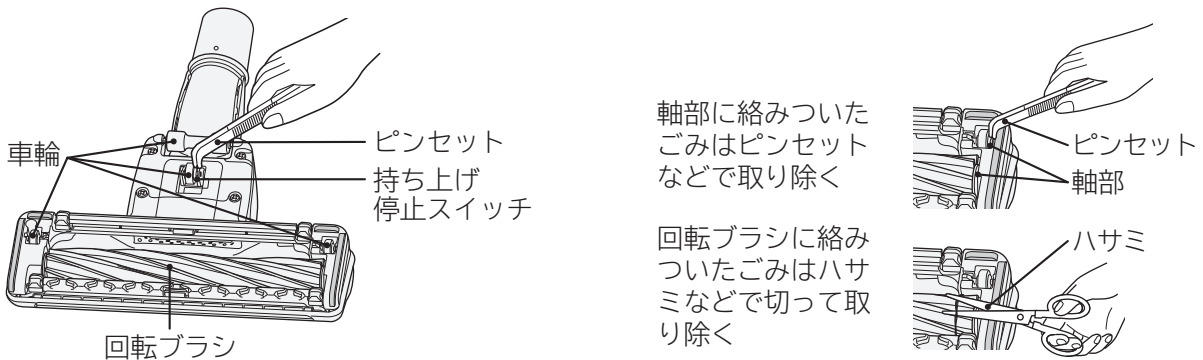 車輪
ピンセット
持ち上げ
停止スイッチ
回転ブラシ
軸部に絡みついた
ごみはピンセット
などで取り除く
ピンセット
軸部
回転ブラシに絡み
ついたごみはハサ
ミなどで切って取
り除く
ハサミ